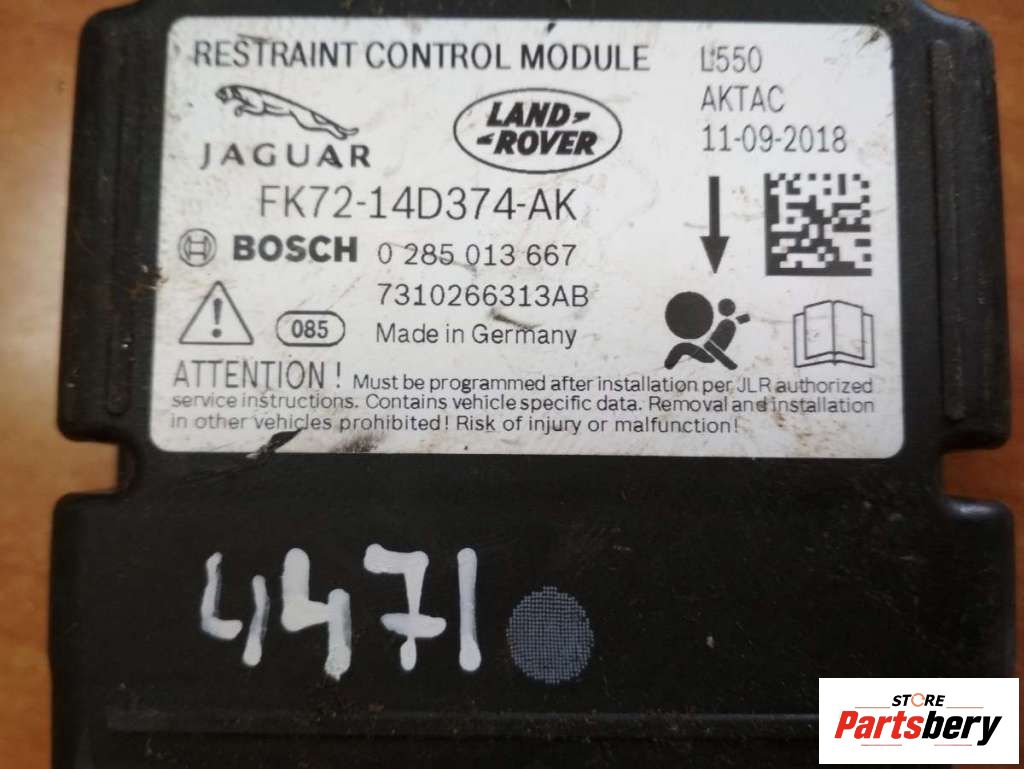 RESTRAINT CONTROL MODULE L550
AKTAC
11-09-2018
JAGUAR
LAND-
-ROVER
FK72-14D374-AK
BOSCH 0 285 013 667
7310266313AB
085
Made in Germany
ATTENTION ! Must be programmed after installation per JLR authorized
service instructions. Contains vehicle specific data. Removal and installation
in other vehicles prohibited! Risk of injury or malfunction!
4471
STORE
Partsbery